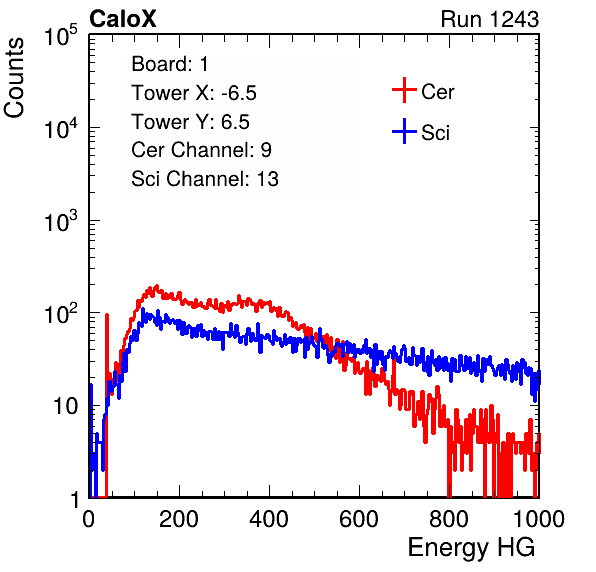 CaloX Run 1243
Counts
10^5
10^4
10^3
10^2
10
1
Board: 1
Tower X: -6.5
Tower Y: 6.5
Cer Channel: 9
Sci Channel: 13
Cer
Sci
0 200 400 600 800 1000
Energy HG